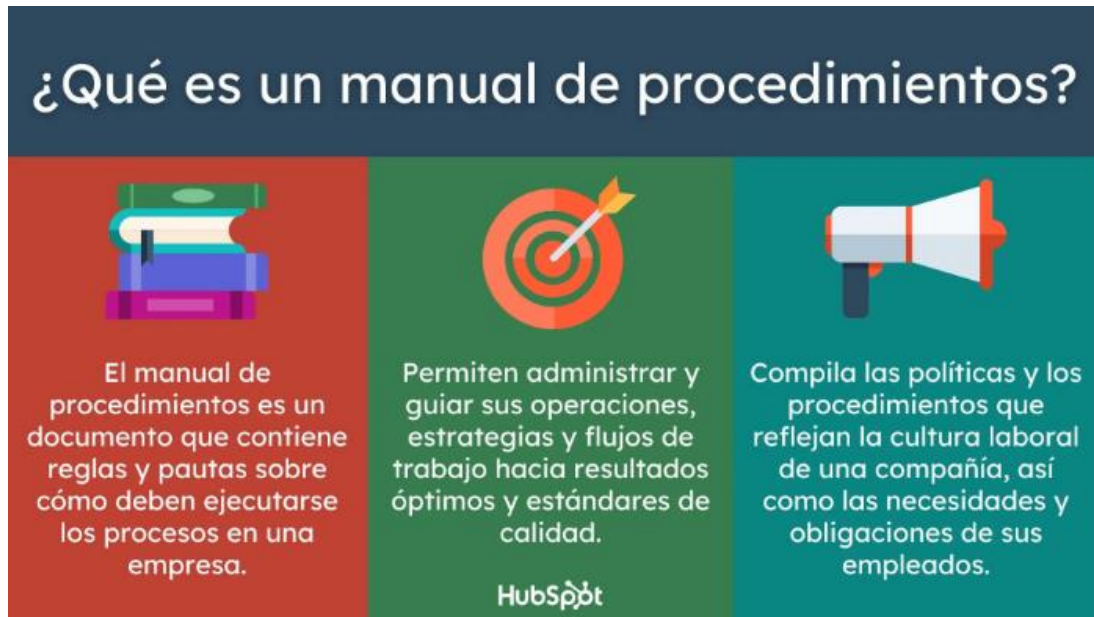 ¿Qué es un manual de procedimientos?
El manual de
procedimientos es un
documento que contiene
reglas y pautas sobre
cómo deben ejecutarse
los procesos en una
empresa.
Permiten administrar y
guiar sus operaciones,
estrategias y flujos de
trabajo hacia resultados
óptimos y estándares de
calidad.
Compila las políticas y los
procedimientos que
reflejan la cultura laboral
de una compañía, así
como las necesidades y
obligaciones de sus
empleados.
HubSpot